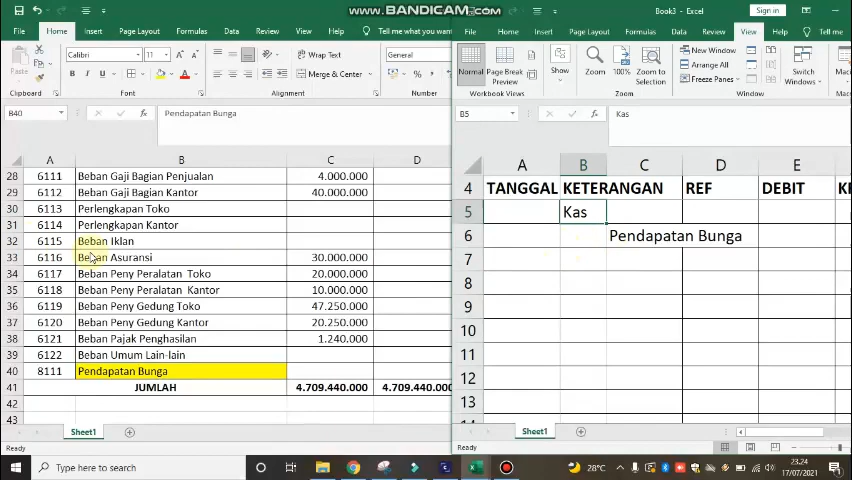 www.BANDICAM.com
Book3 - Excel
Sign in
File Home Insert Page Layout Formulas Data Review View Help Tell me what you want
File Home Insert Page Layout Formulas Data Review View Help Tell me
Paste
Calibri 11
Wrap Text
Merge & Center
General
Clipboard Font Alignment Number
Normal
Page Break Preview
Show
Zoom
100%
Zoom to Selection
New Window
Arrange All
Freeze Panes
Switch Windows
Workbook Views Zoom
B40 fx Pendapatan Bunga
B5 fx Kas
A B C D
28 6111 Beban Gaji Bagian Penjualan 4.000.000
29 6112 Beban Gaji Bagian Kantor 40.000.000
30 6113 Perlengkapan Toko
31 6114 Perlengkapan Kantor
32 6115 Beban Iklan
33 6116 Beban Asuransi 30.000.000
34 6117 Beban Peny Peralatan Toko 20.000.000
35 6118 Beban Peny Peralatan Kantor 10.000.000
36 6119 Beban Peny Gedung Toko 47.250.000
37 6120 Beban Peny Gedung Kantor 20.250.000
38 6121 Beban Pajak Penghasilan 1.240.000
39 6122 Beban Umum Lain-lain
40 8111 Pendapatan Bunga
41 JUMLAH 4.709.440.000 4.709.440.000
42
43
A B C D E
4 TANGGAL KETERANGAN REF DEBIT
5 Kas
6 Pendapatan Bunga
7
8
9
10
11
12
13
Sheet1
Sheet1
Ready
Ready
Type here to search
28°C
23.24
17/07/2021